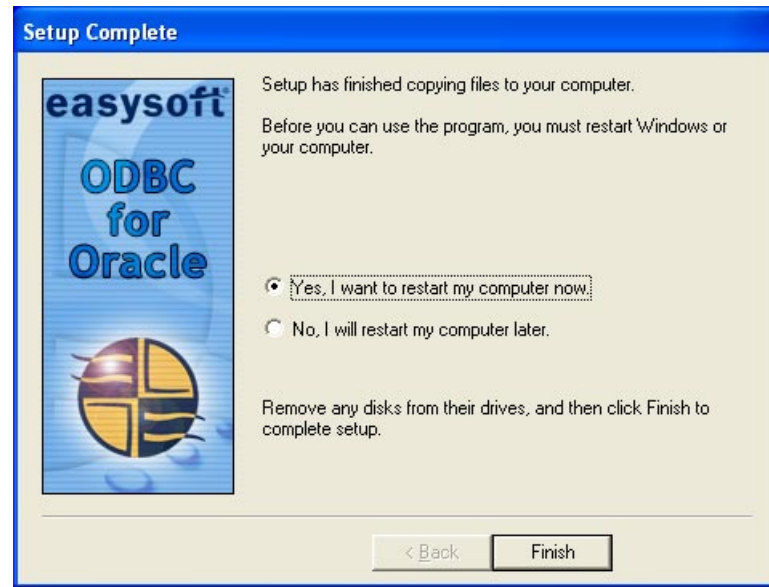 Setup Complete
easysoft
ODBC
for
Oracle
Setup has finished copying files to your computer.
Before you can use the program, you must restart Windows or
your computer.
Yes, I want to restart my computer now.
No, I will restart my computer later.
Remove any disks from their drives, and then click Finish to
complete setup.
< Back
Finish